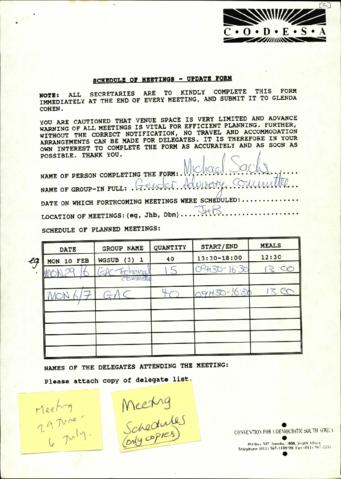 C·O·D·E·S·A
SCHEDULE OF MEETINGS - UPDATE FORM
NOTE: ALL SECRETARIES ARE TO KINDLY COMPLETE THIS FORM
IMMEDIATELY AT THE END OF EVERY MEETING, AND SUBMIT IT TO GLENDA
COHEN.
YOU ARE CAUTIONED THAT VENUE SPACE IS VERY LIMITED AND ADVANCE
WARNING OF ALL MEETINGS IS VITAL FOR EFFICIENT PLANNING. FURTHER,
WITHOUT THE CORRECT NOTIFICATION, NO TRAVEL AND ACCOMMODATION
ARRANGEMENTS CAN BE MADE FOR DELEGATES. IT IS THEREFORE IN YOUR
OWN INTEREST TO COMPLETE THE FORM ACCURATELY AND AS SOON AS
POSSIBLE. THANK YOU.
NAME OF PERSON COMPLETING THE FORM: Michael Sachs
NAME OF GROUP-IN FULL: Gender Advisory Committee
DATE ON WHICH FORTHCOMING MEETINGS WERE SCHEDULED:
LOCATION OF MEETINGS: (eg, Jhb, Dbn) JHB
SCHEDULE OF PLANNED MEETINGS:
DATE GROUP NAME QUANTITY START/END MEALS
eg MON 10 FEB WGSUB (3) 1 40 13:30-18:00 12:30
MON 29/6 GAC Technical Committee 15 09H30-16:30 13:00
MON 6/7 GAC 40 09H30-16:30 13:00
NAMES OF THE DELEGATES ATTENDING THE MEETING:
Please attach copy of delegate list.
Meeting
29 June -
6 July.
Meeting
Schedules
(only copies)
CONVENTION FOR A DEMOCRATIC SOUTH AFRICA